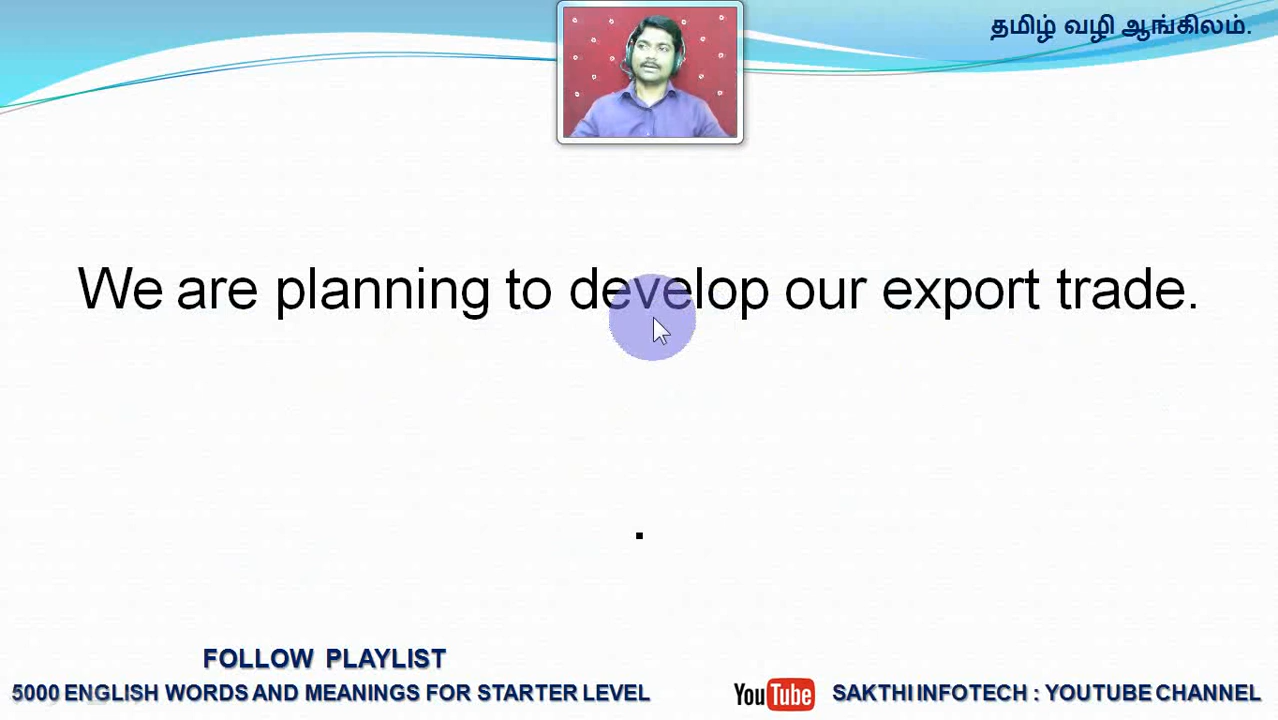 தமிழ் வழி ஆங்கிலம்.
We are planning to develop our export trade.
.
FOLLOW PLAYLIST
5000 ENGLISH WORDS AND MEANINGS FOR STARTER LEVEL
YouTube SAKTHI INFOTECH : YOUTUBE CHANNEL